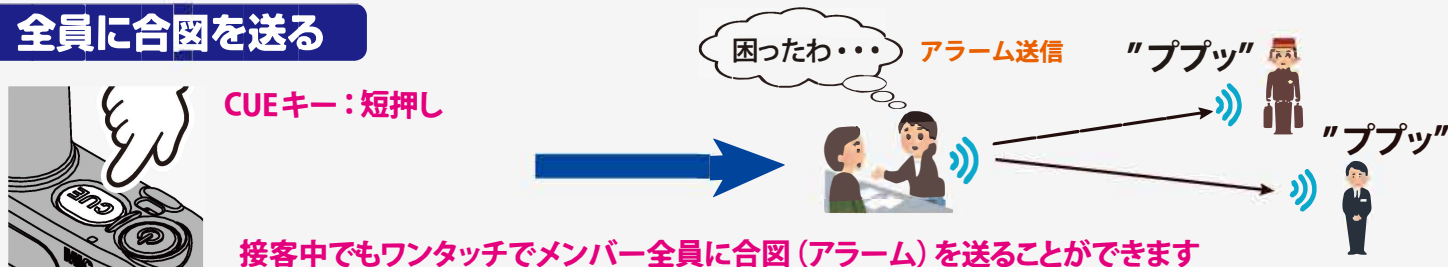 全員に合図を送る
困ったわ・・・
アラーム送信
"ププッ"
CUEキー：短押し
"ププッ"
CUE
接客中でもワンタッチでメンバー全員に合図（アラーム）を送ることができます